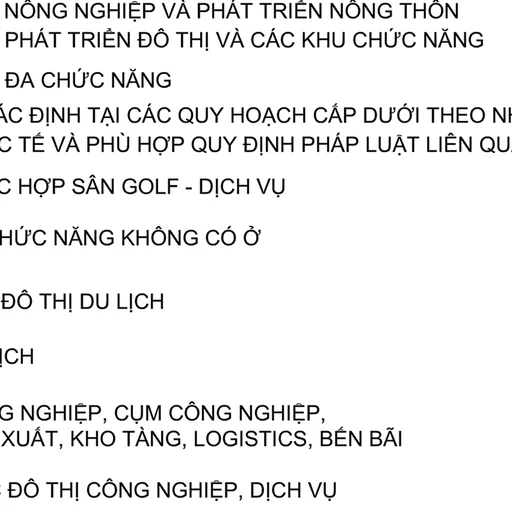 NÔNG NGHIỆP VÀ PHÁT TRIỂN NÔNG THÔN
PHÁT TRIỂN ĐÔ THỊ VÀ CÁC KHU CHỨC NĂNG
ĐA CHỨC NĂNG
ÁC ĐỊNH TẠI CÁC QUY HOẠCH CẤP DƯỚI THEO NH
C TẾ VÀ PHÙ HỢP QUY ĐỊNH PHÁP LUẬT LIÊN QU
C HỢP SÂN GOLF - DỊCH VỤ
HỨC NĂNG KHÔNG CÓ Ở
ĐÔ THỊ DU LỊCH
ỊCH
G NGHIỆP, CỤM CÔNG NGHIỆP,
XUẤT, KHO TÀNG, LOGISTICS, BẾN BÃI
ĐÔ THỊ CÔNG NGHIỆP, DỊCH VỤ